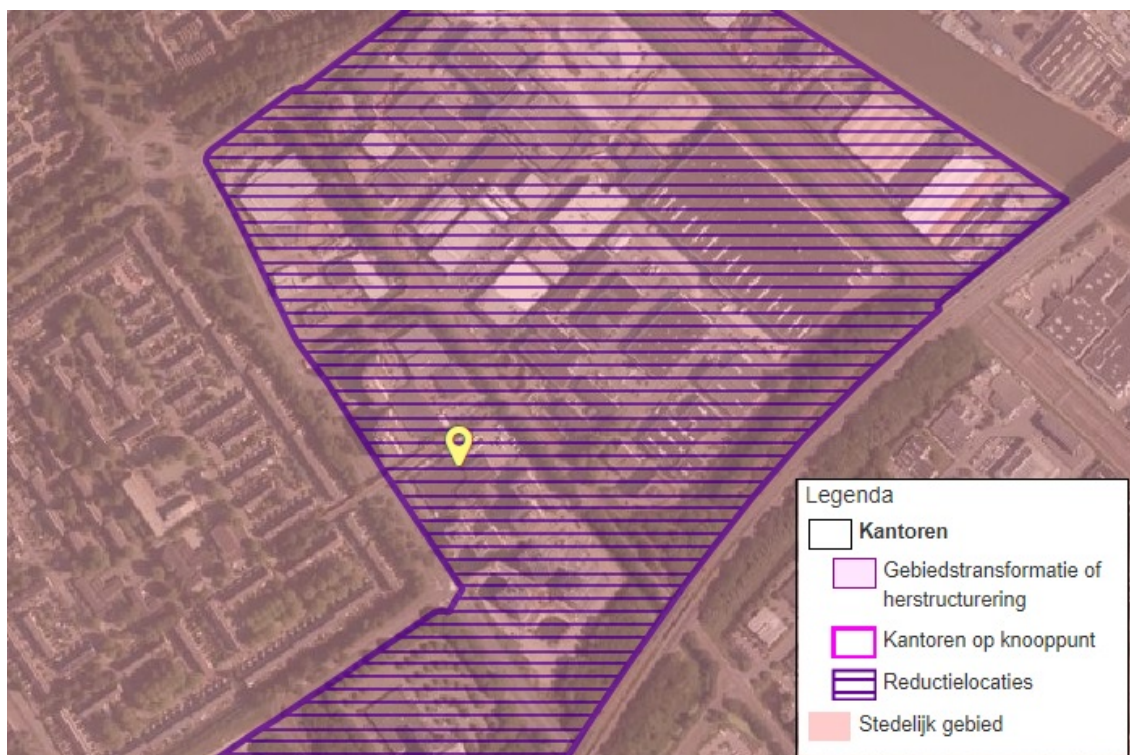 Legenda
Kantoren
Gebiedstransformatie of
herstructurering
Kantoren op knooppunt
Reductielocaties
Stedelijk gebied